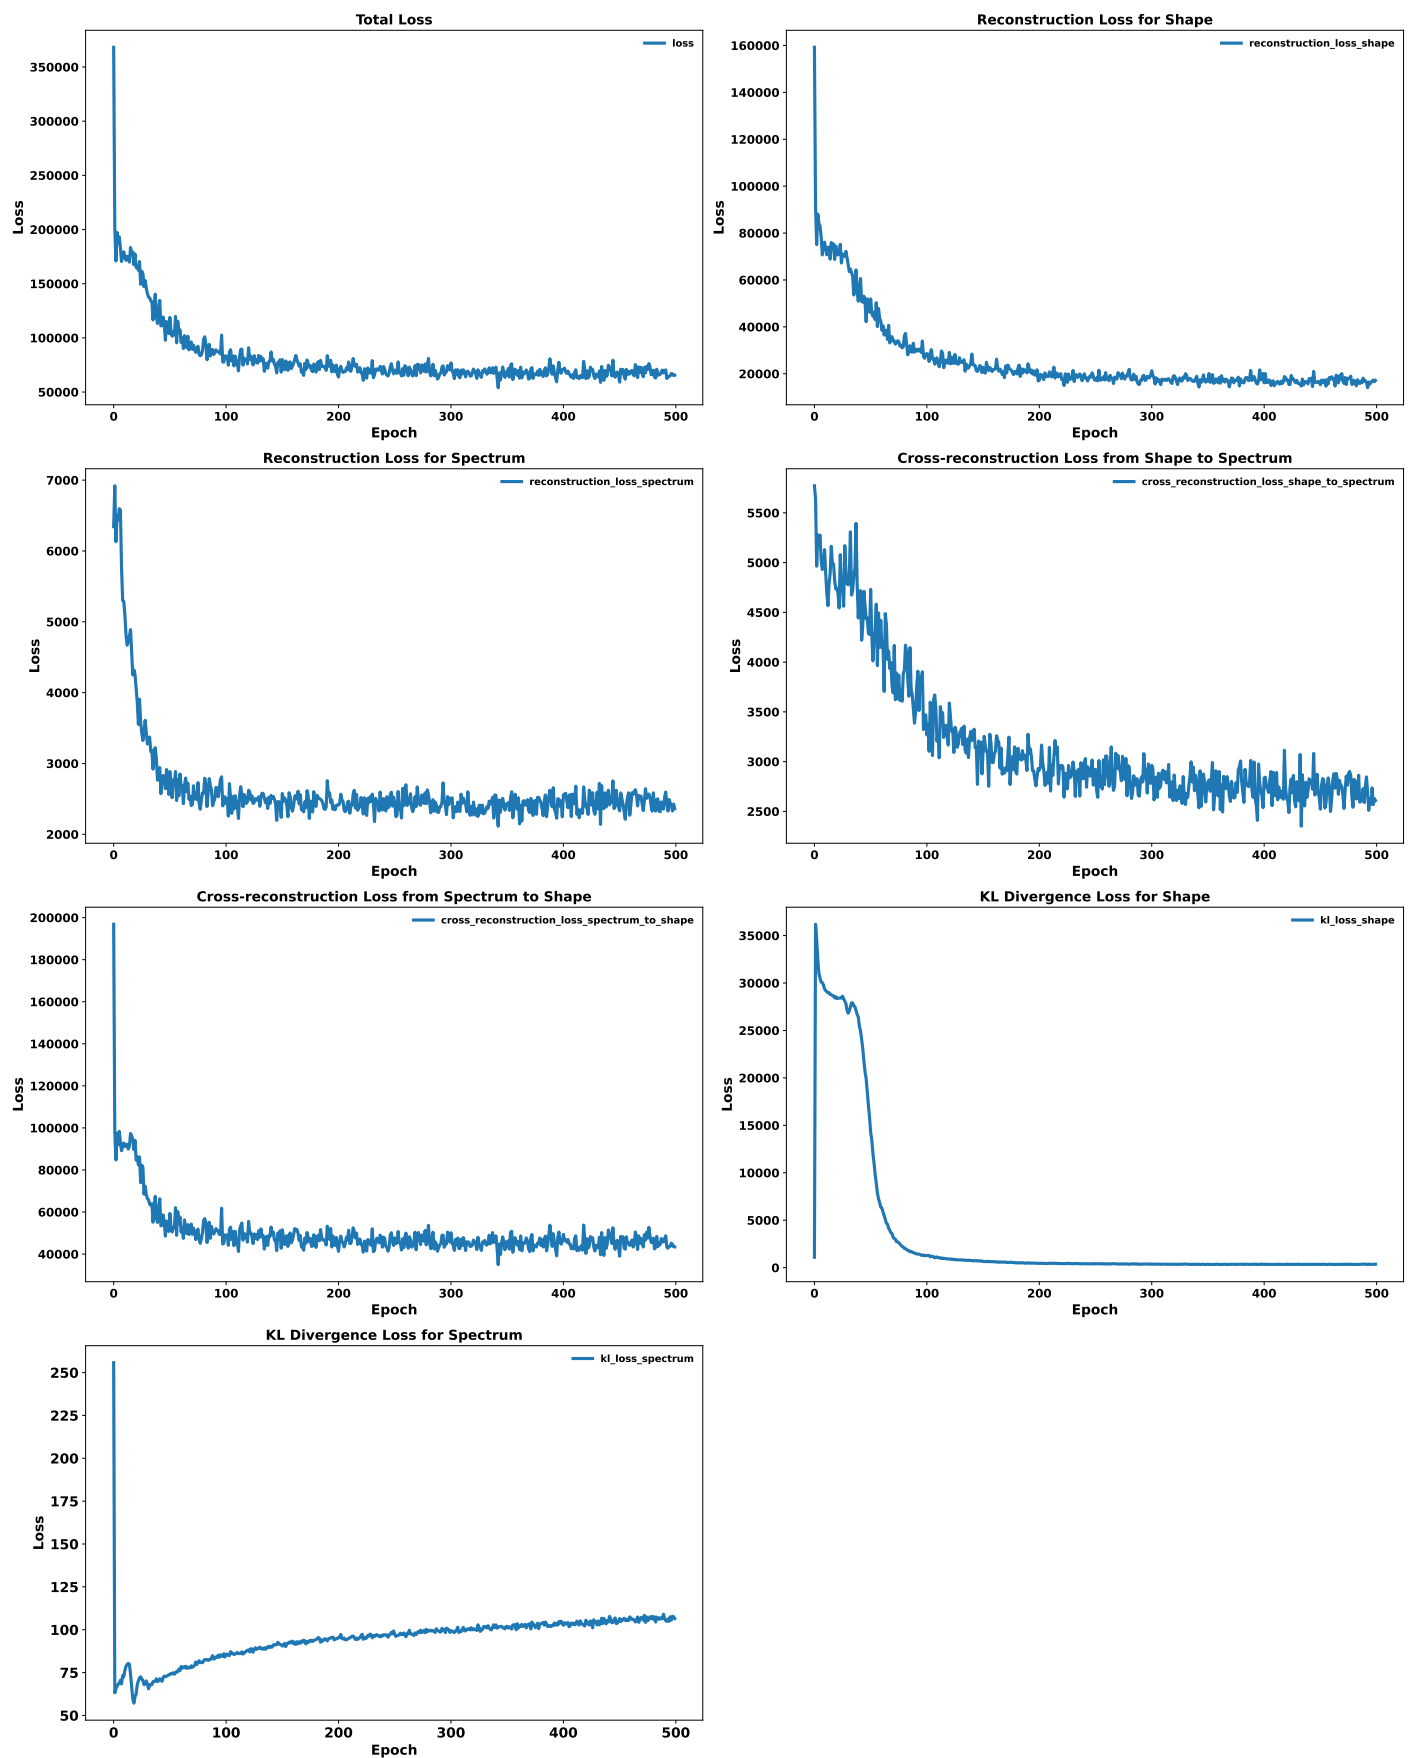 Total Loss
loss
350000
300000
250000
200000
150000
100000
50000
Loss
0 100 200 300 400 500
Epoch
Reconstruction Loss for Shape
reconstruction_loss_shape
160000
140000
120000
100000
80000
60000
40000
20000
Loss
0 100 200 300 400 500
Epoch
Reconstruction Loss for Spectrum
reconstruction_loss_spectrum
7000
6000
5000
4000
3000
2000
Loss
0 100 200 300 400 500
Epoch
Cross-reconstruction Loss from Shape to Spectrum
cross_reconstruction_loss_shape_to_spectrum
5500
5000
4500
4000
3500
3000
2500
Loss
0 100 200 300 400 500
Epoch
Cross-reconstruction Loss from Spectrum to Shape
cross_reconstruction_loss_spectrum_to_shape
200000
180000
160000
140000
120000
100000
80000
60000
40000
Loss
0 100 200 300 400 500
Epoch
KL Divergence Loss for Shape
kl_loss_shape
35000
30000
25000
20000
15000
10000
5000
0
Loss
0 100 200 300 400 500
Epoch
KL Divergence Loss for Spectrum
kl_loss_spectrum
250
225
200
175
150
125
100
75
50
Loss
0 100 200 300 400 500
Epoch